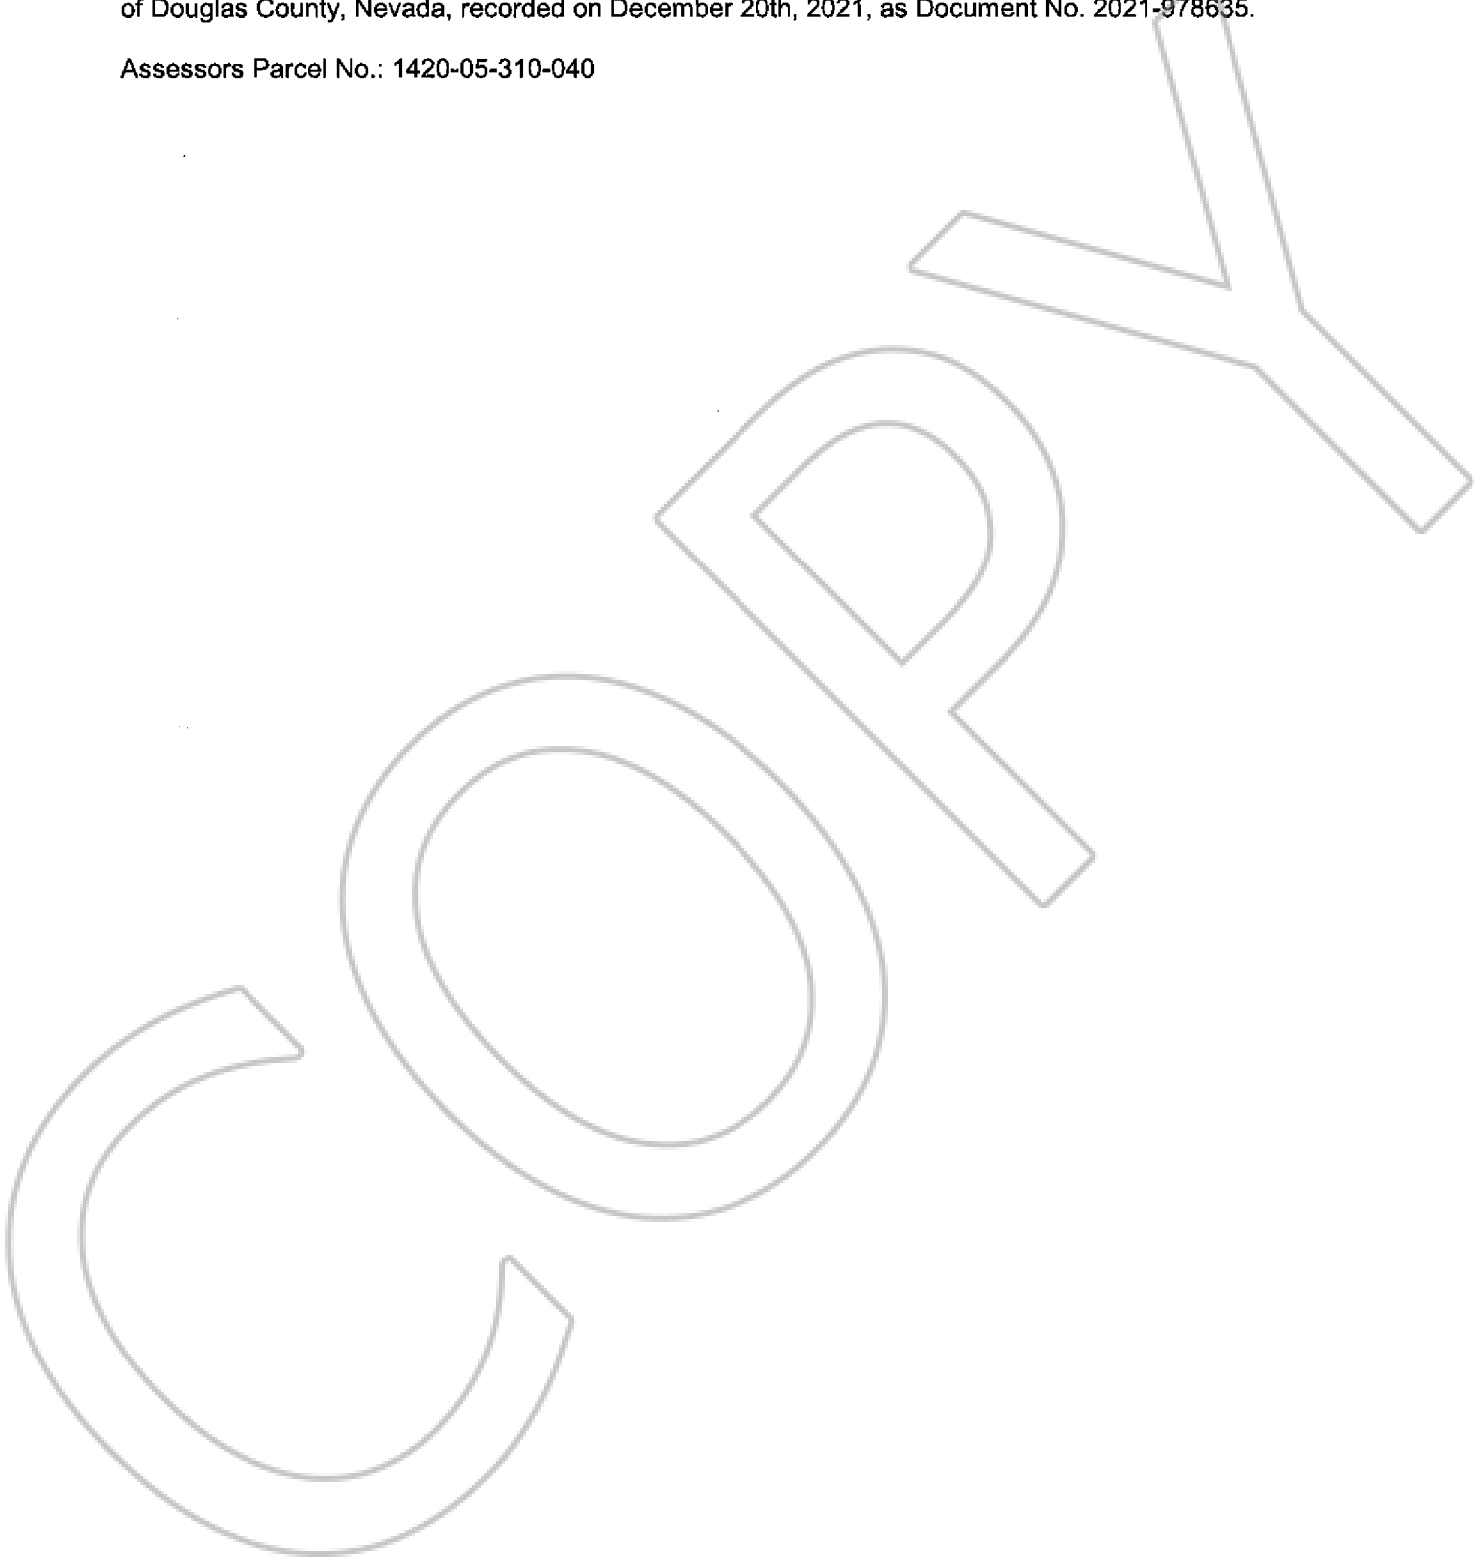 of Douglas County, Nevada, recorded on December 20th, 2021, as Document No. 2021-978635.
Assessors Parcel No.: 1420-05-310-040
COPY